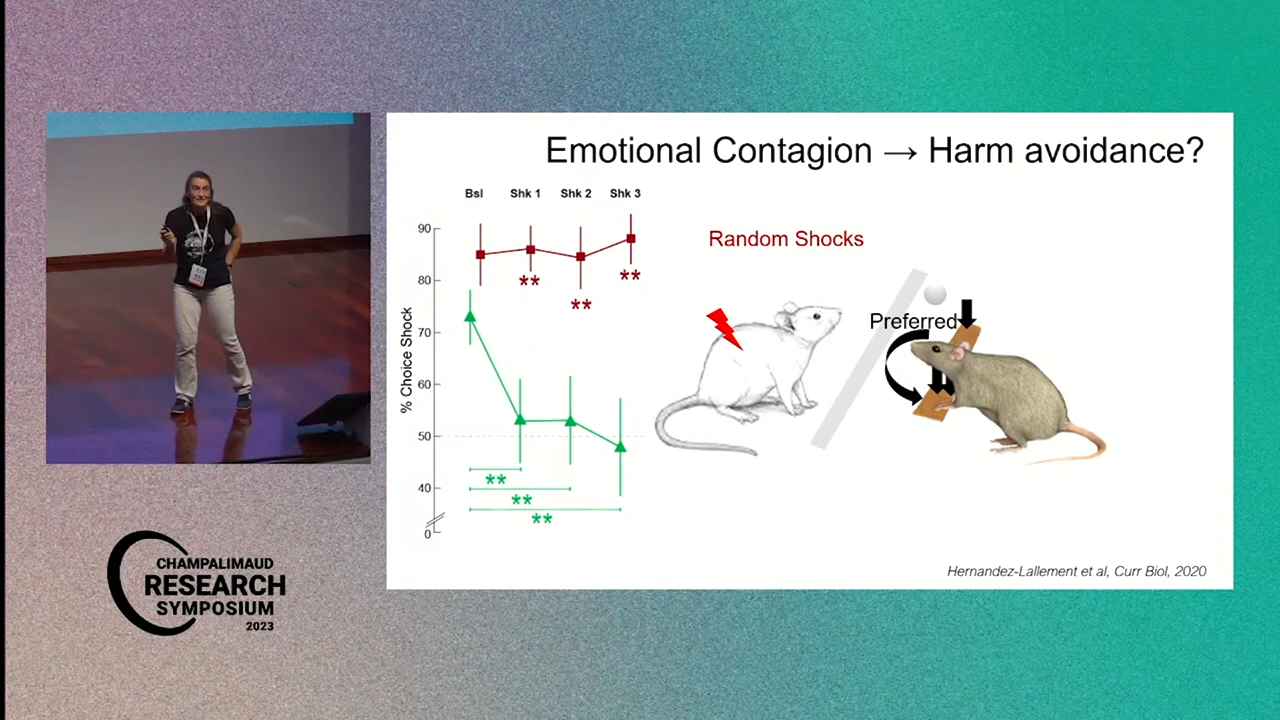 Emotional Contagion → Harm avoidance?
Bsl Shk 1 Shk 2 Shk 3
90
80
70
60
50
40
0
% Choice Shock
**
**
**
**
**
**
Random Shocks
Preferred
Hernandez-Lallement et al, Curr Biol, 2020
CHAMPALIMAUD
RESEARCH
SYMPOSIUM
2023